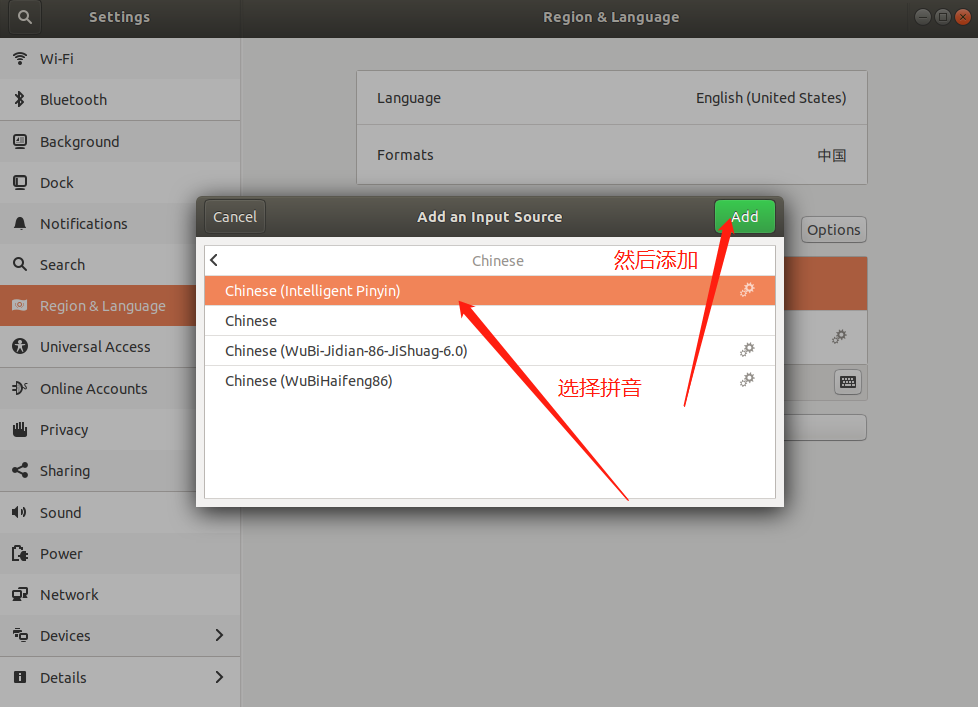 Settings
Region & Language
Wi-Fi
Bluetooth
Background
Dock
Notifications
Search
Region & Language
Universal Access
Online Accounts
Privacy
Sharing
Sound
Power
Network
Devices
Details
Language English (United States)
Formats 中国
Options
Cancel Add an Input Source Add
Chinese
然后添加
Chinese (Intelligent Pinyin)
Chinese
Chinese (WuBi-Jidian-86-JiShuag-6.0)
Chinese (WuBiHaifeng86)
选择拼音